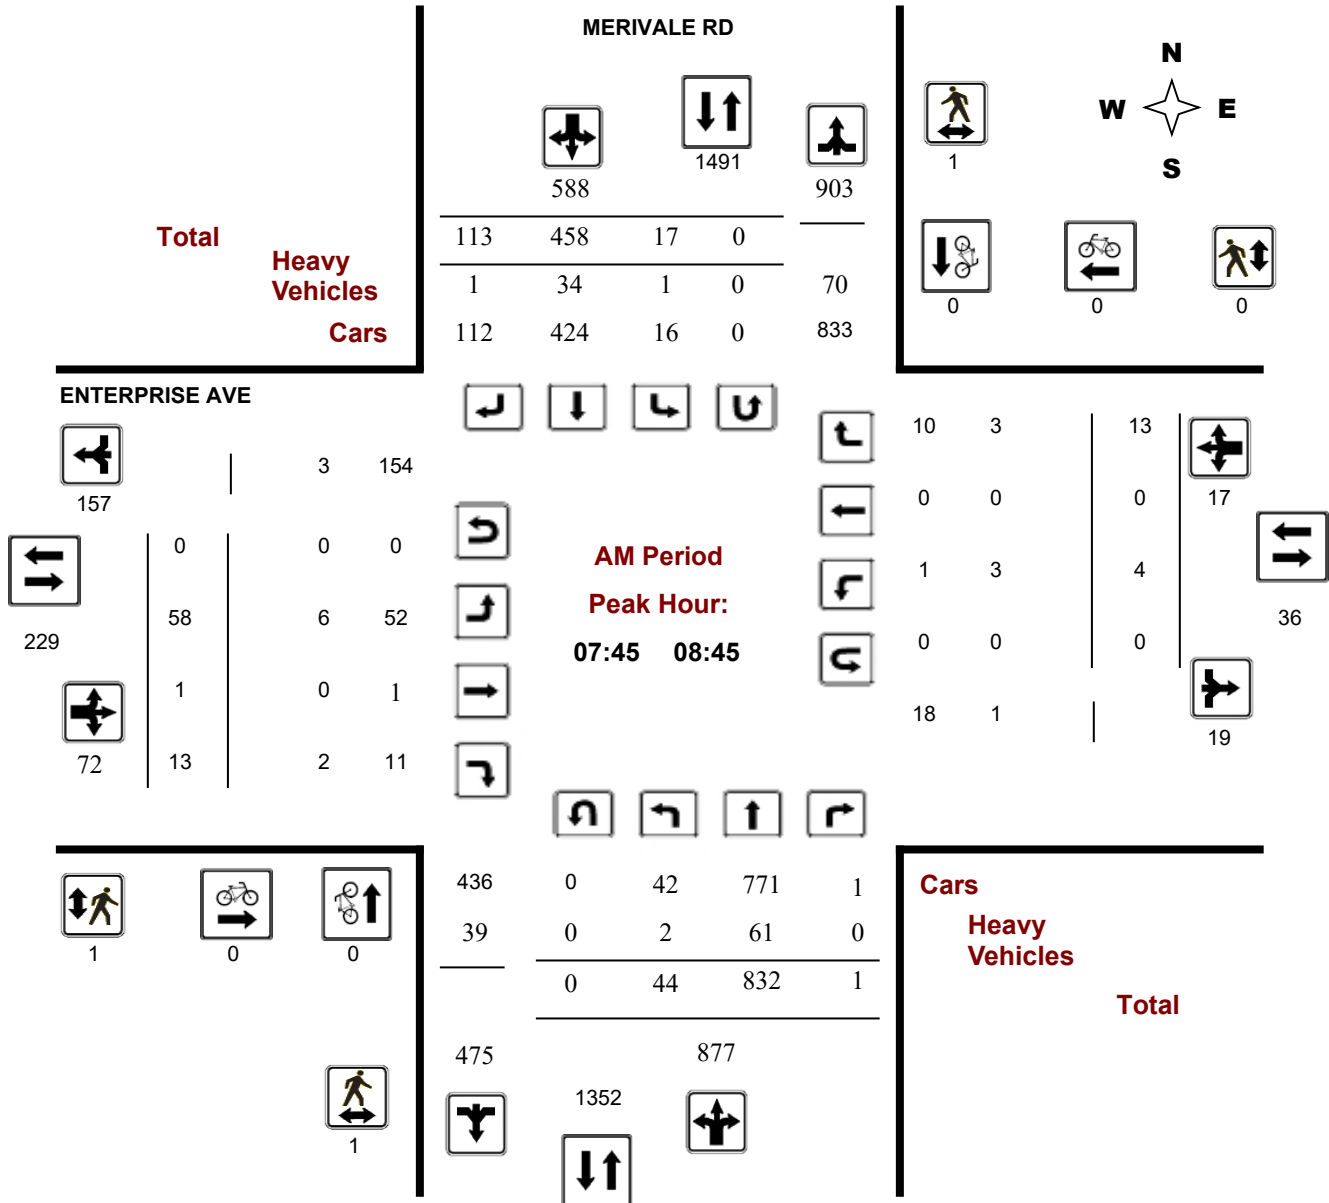 MERIVALE RD
N
W E
S
1491
1
588 903
Total 113 458 17 0
Heavy
Vehicles 1 34 1 0 70
0 0 0
Cars 112 424 16 0 833
ENTERPRISE AVE
10 3 13
3 154
157 0 0 0 17
0 0 0
AM Period
1 3 4
Peak Hour:
58 6 52 36
229 0 0 0
07:45 08:45
1 0 1
18 1 19
72 13 2 11
436 0 42 771 1 Cars
39 0 2 61 0 Heavy
Vehicles
1 0 0
0 44 832 1
Total
475 877
1352
1